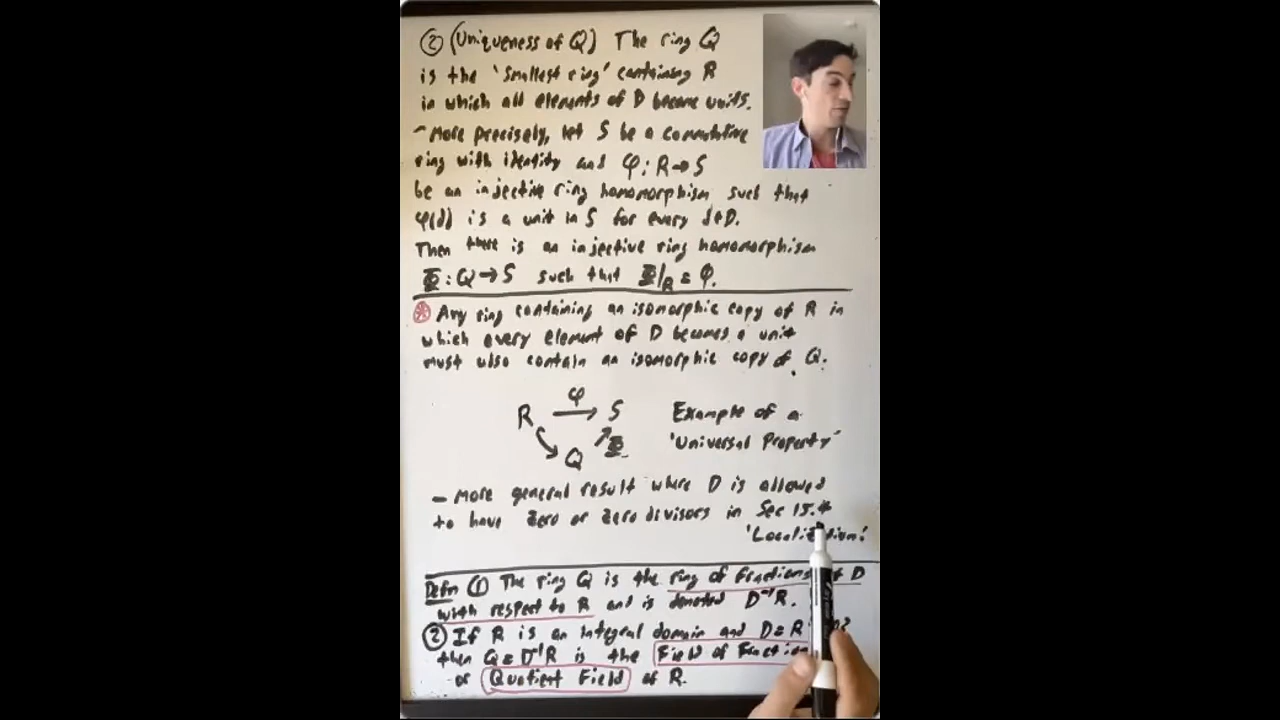 ② (Uniqueness of Q) The ring Q
is the 'smallest ring' containing R
in which all elements of D become units.
- More precisely, let S be a commutative
ring with identity and φ: R → S
be an injective ring homomorphism such that
φ(d) is a unit in S for every d∈D.
Then there is an injective ring homomorphism
Φ: Q → S such that Φ|R = φ.
⊛ Any ring containing an isomorphic copy of R in
which every element of D becomes a unit
must also contain an isomorphic copy of Q.
φ
R → S
Φ
Q
Example of a
'Universal Property'
- More general result where D is allowed
to have zero or zero divisors in Sec 15.4
'Localization'
Defn ① The ring Q is the ring of fractions of D
with respect to R and is denoted D⁻¹R.
② If R is an integral domain and D = R
then Q = D⁻¹R is the Field of Fraction
or Quotient Field of R.